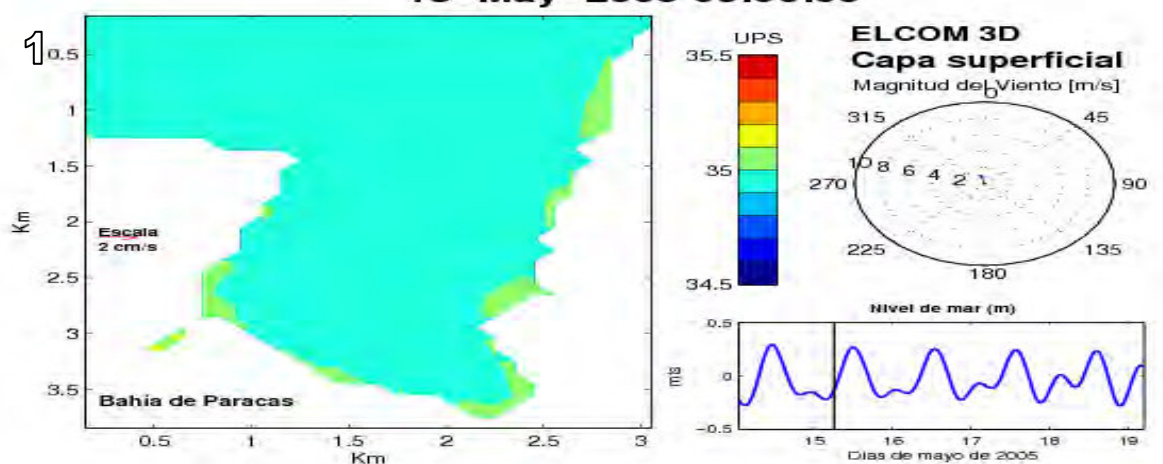 1
UPS
ELCOM 3D
Capa superficial
Magnitud del Viento [m/s]
0
45
90
135
180
225
270
315
10 8 6 4 2
35.5
35
34.5
0.5
1
1.5
2
2.5
3
3.5
Km
Escala
2 cm/s
Bahia de Paracas
0.5 1 1.5 2 2.5 3
Km
Nivel de mar (m)
0.5
0
−0.5
15 16 17 18 19
Dias de mayo de 2005